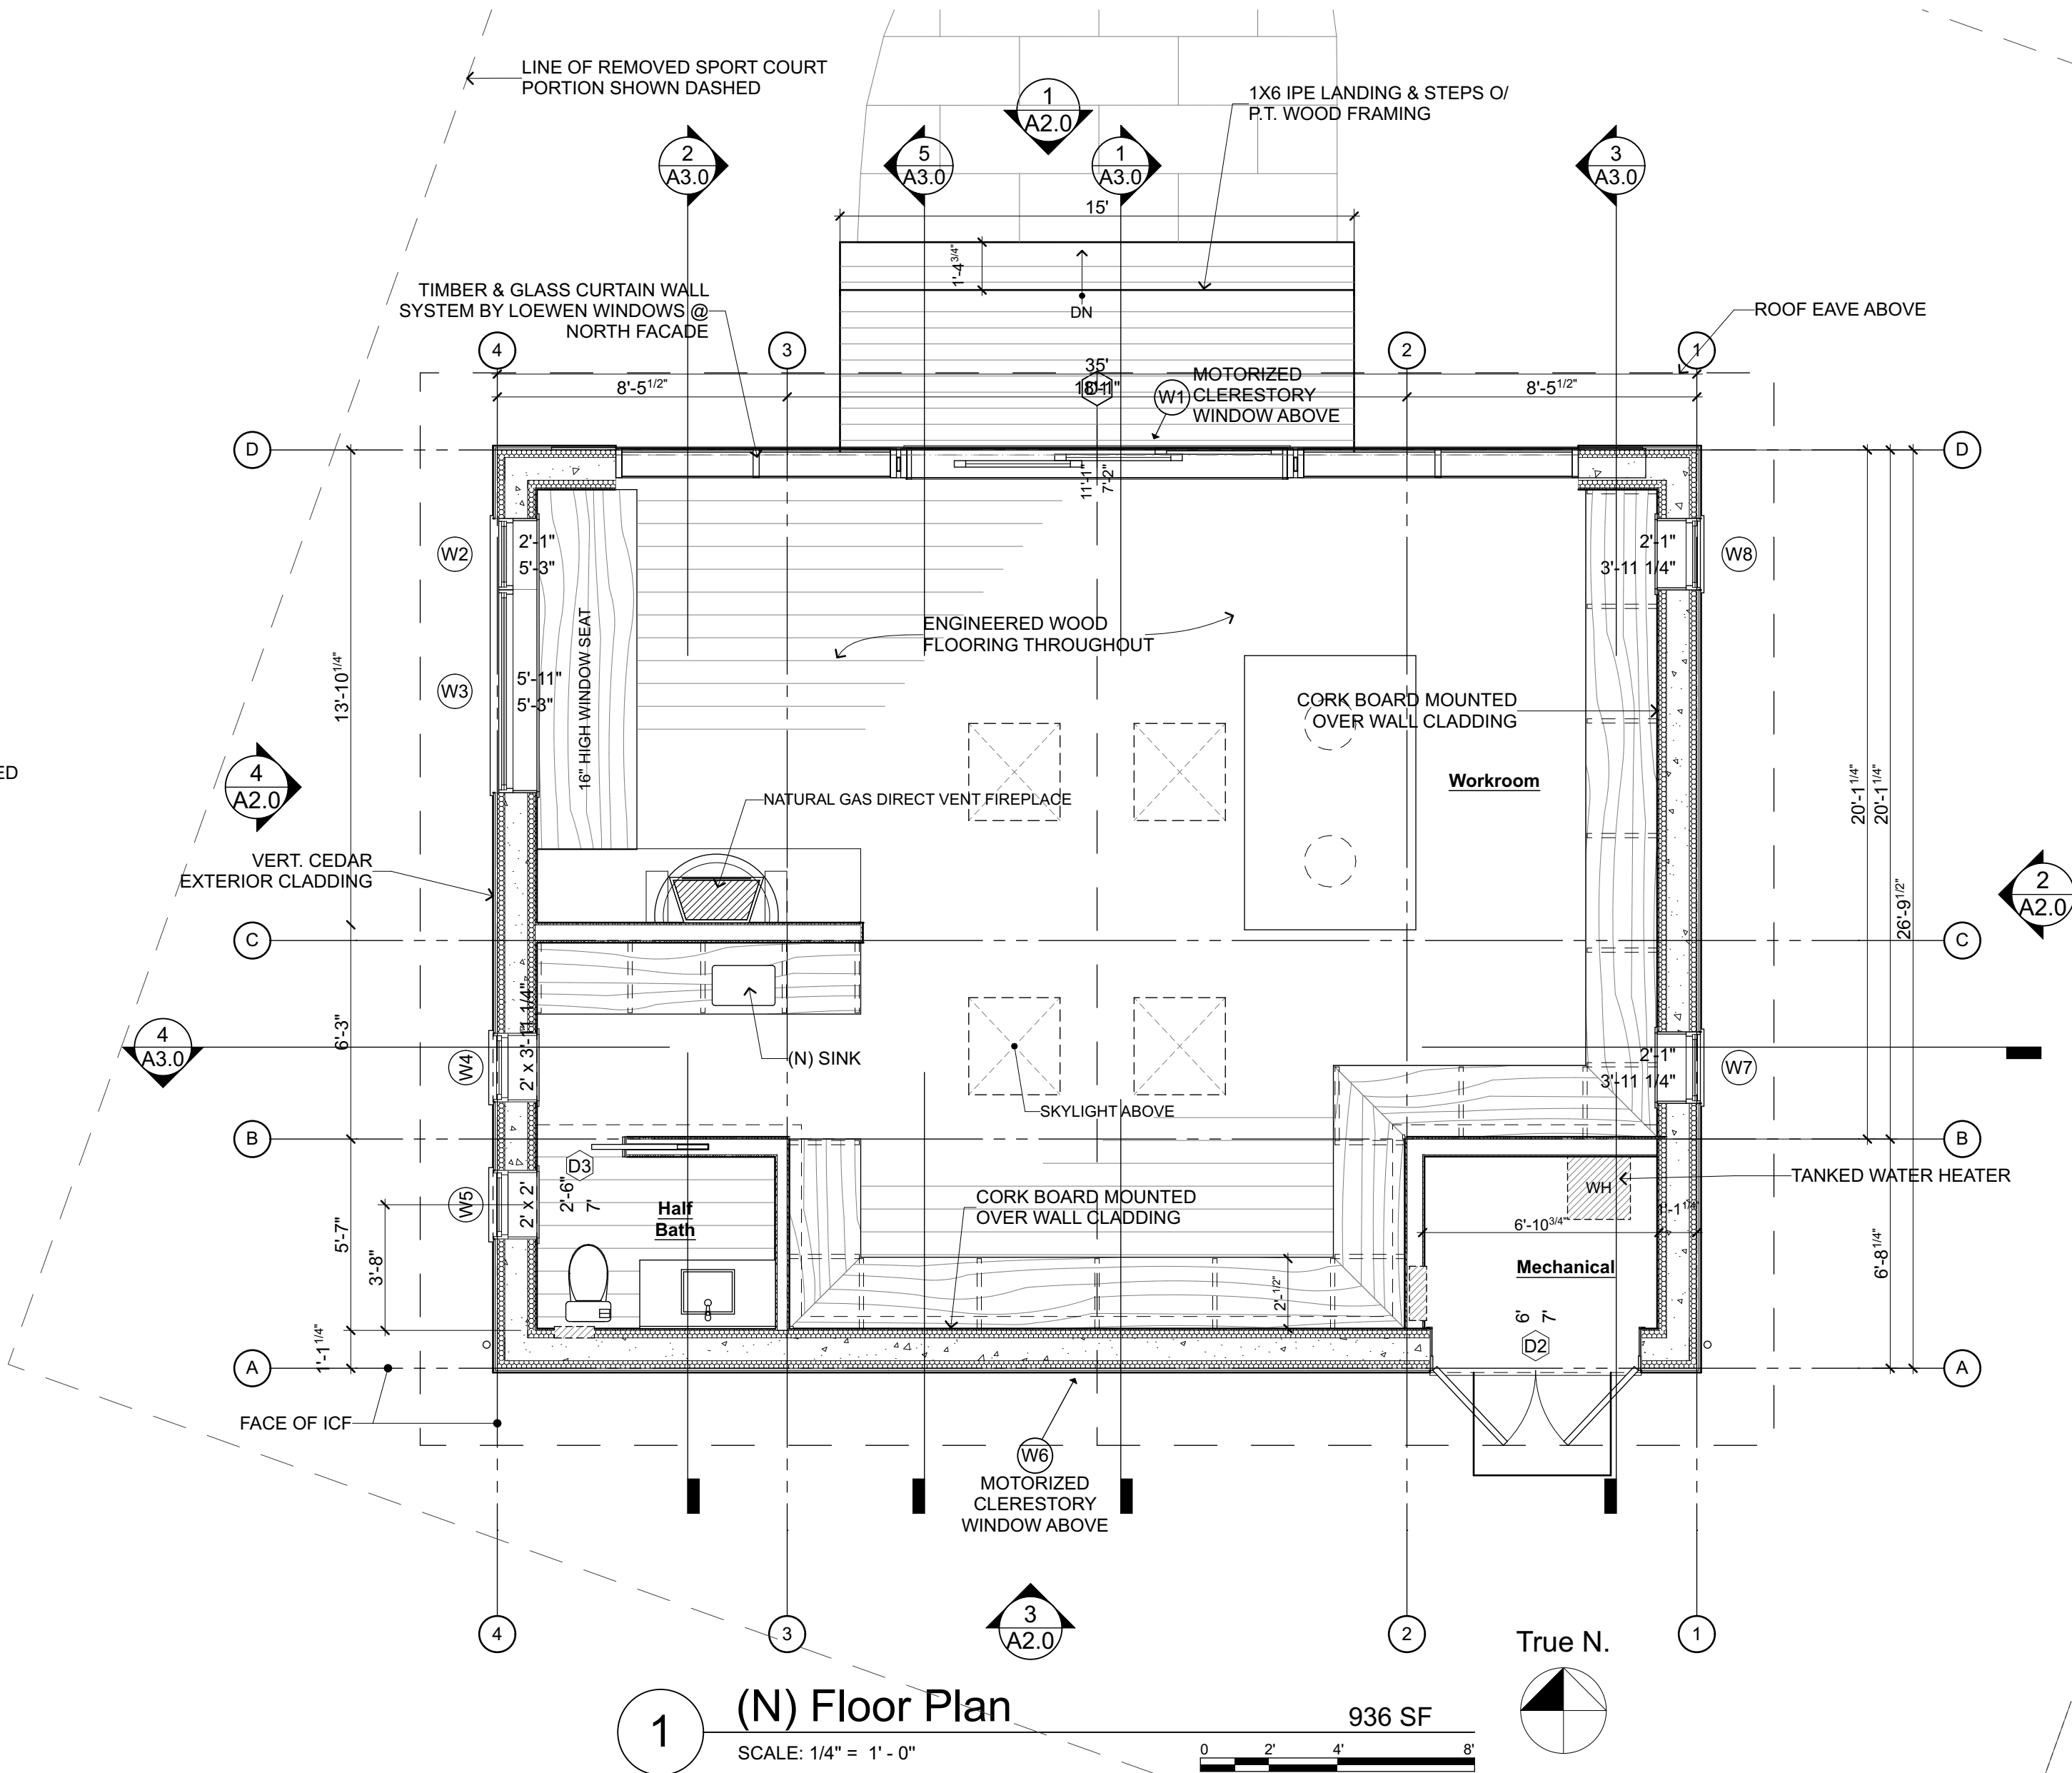 LINE OF REMOVED SPORT COURT
PORTION SHOWN DASHED
1
A2.0
1X6 IPE LANDING & STEPS O/
P.T. WOOD FRAMING
2
A3.0
5
A3.0
1
A3.0
3
A3.0
15'
1'-4 3/4"
DN
TIMBER & GLASS CURTAIN WALL
SYSTEM BY LOEWEN WINDOWS @
NORTH FACADE
ROOF EAVE ABOVE
4
3
2
1
35'
8'-5 1/2"
18'-1"
8'-5 1/2"
W1
MOTORIZED
CLERESTORY
WINDOW ABOVE
D
D
11'-1"
7'-2"
W2
2'-1"
5'-3"
2'-1"
3'-11 1/4"
W8
16" HIGH WINDOW SEAT
ENGINEERED WOOD
FLOORING THROUGHOUT
W3
5'-11"
5'-3"
13'-10 1/4"
CORK BOARD MOUNTED
OVER WALL CLADDING
Workroom
ED
4
A2.0
NATURAL GAS DIRECT VENT FIREPLACE
20'-1 1/4"
20'-1 1/4"
26'-9 1/2"
VERT. CEDAR
EXTERIOR CLADDING
2
A2.0
C
C
4
A3.0
6'-3"
W4
2' x 3'-11 1/4"
(N) SINK
2'-1"
3'-11 1/4"
W7
SKYLIGHT ABOVE
B
B
D3
2'-6"
7'
W5
2' x 2'
Half
Bath
CORK BOARD MOUNTED
OVER WALL CLADDING
WH
TANKED WATER HEATER
5'-7"
3'-8"
6'-10 3/4"
1'-1 1/4"
Mechanical
2'-1/2"
6'
7'
D2
6'-8 1/4"
1'-1 1/4"
A
A
FACE OF ICF
W6
MOTORIZED
CLERESTORY
WINDOW ABOVE
4
3
3
A2.0
2
1
True N.
1
(N) Floor Plan
936 SF
SCALE: 1/4" = 1' - 0"
0
2'
4'
8'